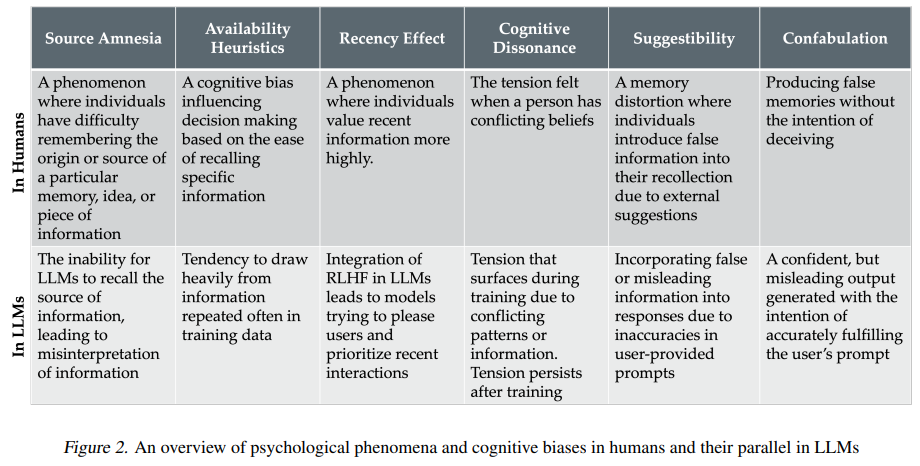 Source Amnesia
Availability
Heuristics
Recency Effect
Cognitive
Dissonance
Suggestibility
Confabulation
In Humans
A phenomenon
where individuals
have difficulty
remembering the
origin or source of
a particular
memory, idea, or
piece of
information
A cognitive bias
influencing
decision making
based on the ease
of recalling
specific
information
A phenomenon
where individuals
value recent
information more
highly.
The tension felt
when a person has
conflicting beliefs
A memory
distortion where
individuals
introduce false
information into
their recollection
due to external
suggestions
Producing false
memories without
the intention of
deceiving
In LLMs
The inability for
LLMs to recall the
source of
information,
leading to
misinterpretation
of information
Tendency to draw
heavily from
information
repeated often in
training data
Integration of
RLHF in LLMs
leads to models
trying to please
users and
prioritize recent
interactions
Tension that
surfaces during
training due to
conflicting
patterns or
information.
Tension persists
after training
Incorporating false
or misleading
information into
responses due to
inaccuracies in
user-provided
prompts
A confident, but
misleading output
generated with the
intention of
accurately fulfilling
the user's prompt
Figure 2. An overview of psychological phenomena and cognitive biases in humans and their parallel in LLMs